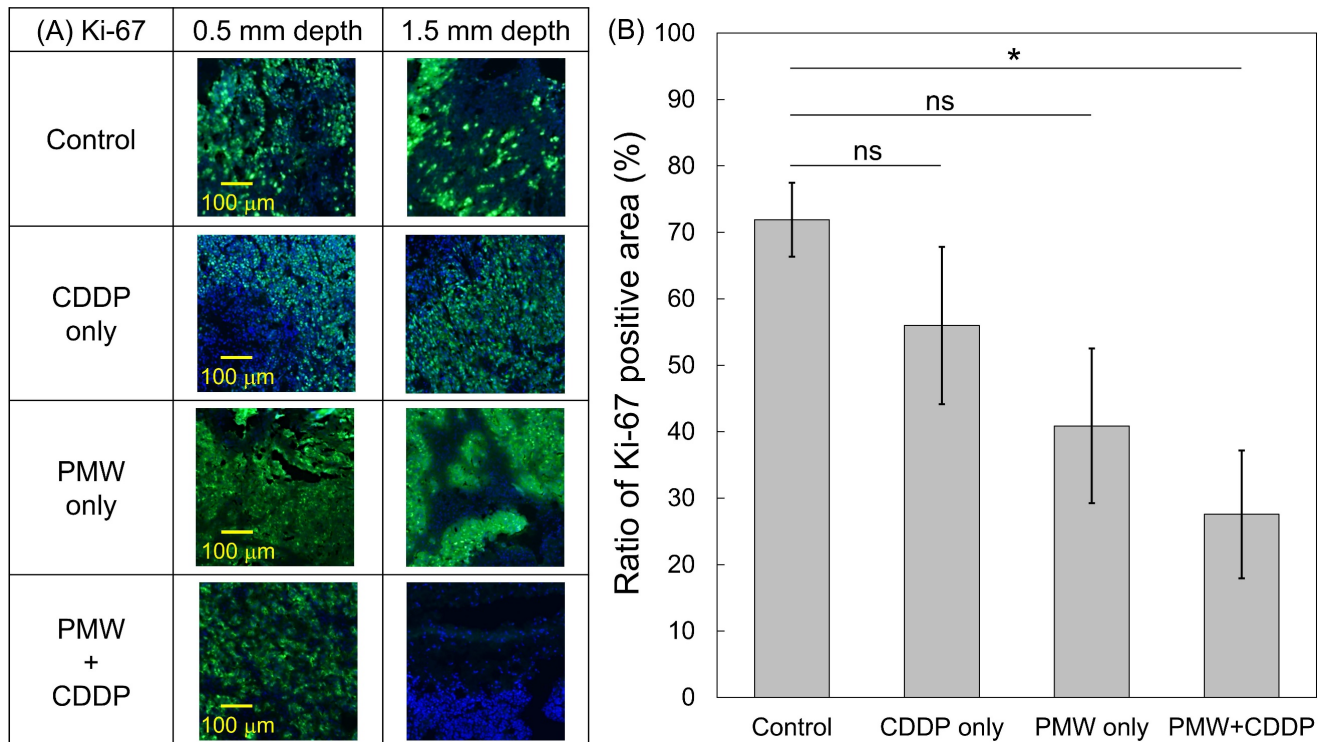 (A) Ki-67 0.5 mm depth 1.5 mm depth
Control
100 μm
CDDP
only
100 μm
PMW
only
100 μm
PMW
+
CDDP
100 μm
(B)
Ratio of Ki-67 positive area (%)
100
90
80
70
60
50
40
30
20
10
0
*
ns
ns
Control CDDP only PMW only PMW+CDDP